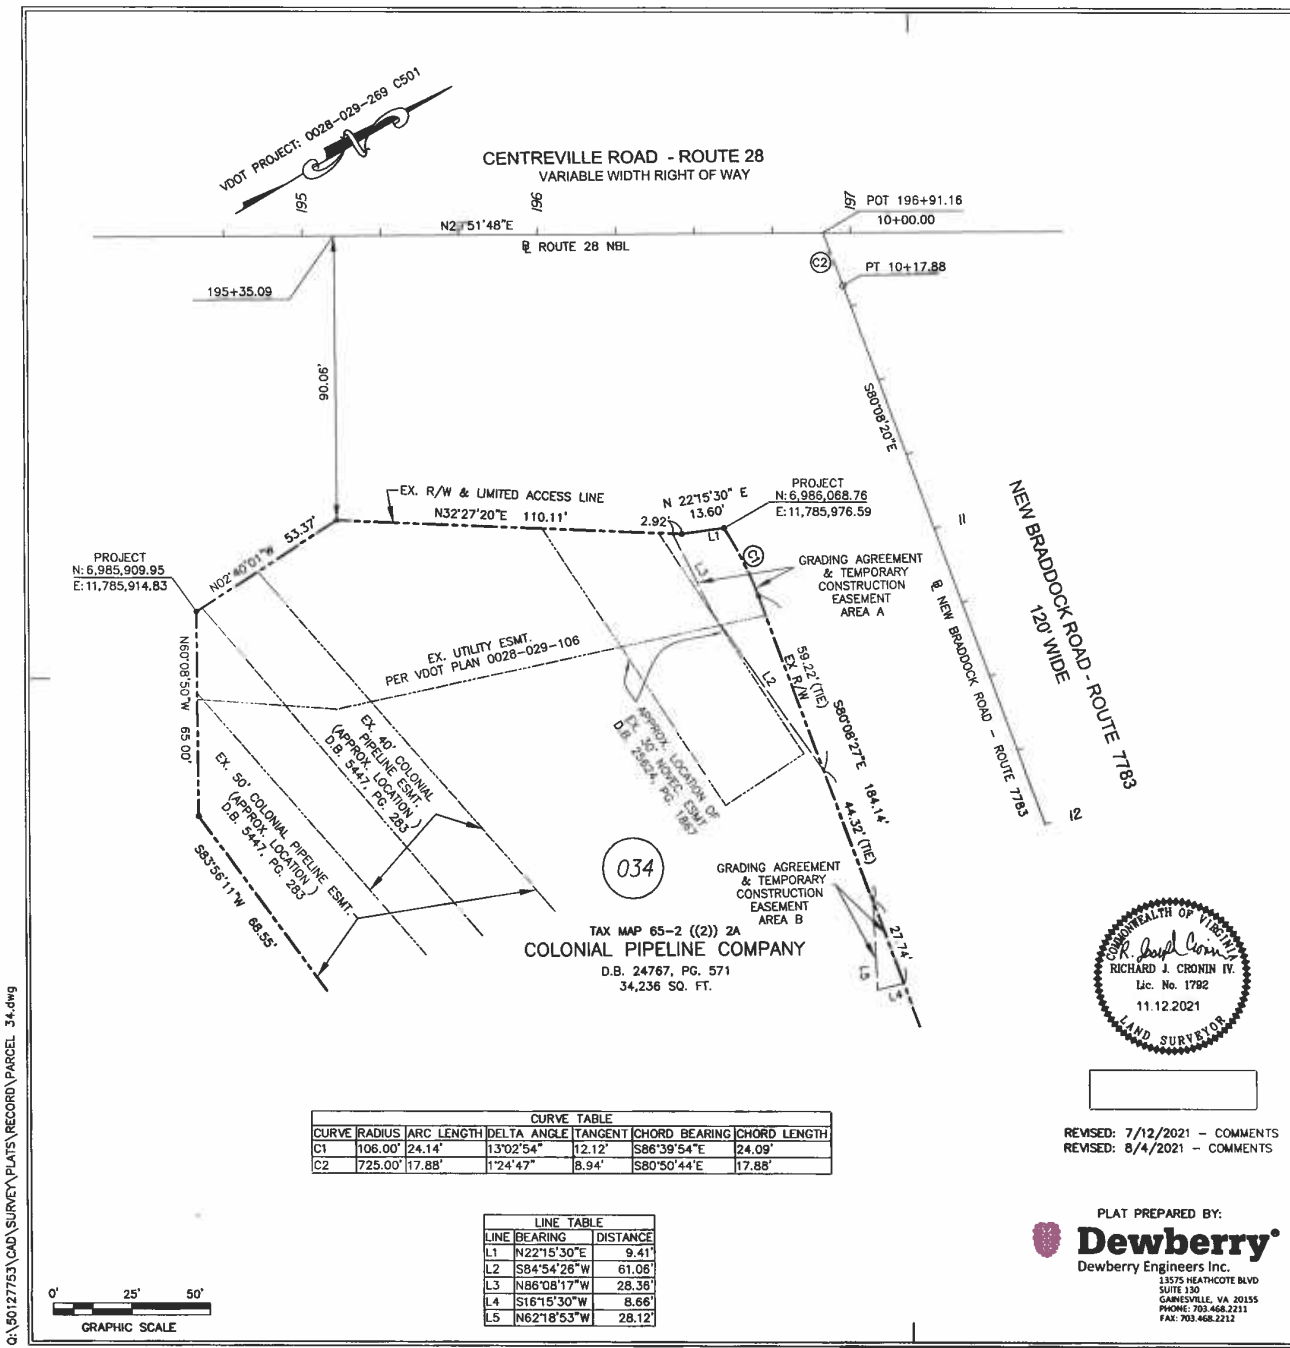 VDOT PROJECT: 0028-029-269 C501
CENTREVILLE ROAD - ROUTE 28
VARIABLE WIDTH RIGHT OF WAY
195
196
197
POT 196+91.16
10+00.00
N2 51'48"E
ROUTE 28 NBL
C2
PT 10+17.88
195+35.09
90.06'
S80°08'20"E
EX. R/W & LIMITED ACCESS LINE
N32°27'20"E 110.11'
N 22°15'30" E
13.60'
2.92'
L1
PROJECT
N: 6,986,068.76
E: 11,785,976.59
C1
L3
GRADING AGREEMENT
& TEMPORARY
CONSTRUCTION
EASEMENT
AREA A
11
NEW BRADDOCK ROAD - ROUTE 7783
120' WIDE
NEW BRADDOCK ROAD - ROUTE 7783
12
PROJECT
N: 6,985,909.95
E: 11,785,914.83
N02°40'01"W 53.37'
N60°08'50"W 65.00'
EX. UTILITY ESMT.
PER VDOT PLAN 0028-029-106
59.22' (TIE)
EX R/W
L2
S80°08'27"E 184.14'
44.32' (TIE)
EX. 40' COLONIAL
PIPELINE ESMT.
(APPROX. LOCATION )
D.B. 5447, PG. 283
APPROX. LOCATION OF
EX. 30' NOVEC. ESMT.
D.B. 25624, PG. 1867
EX. 50' COLONIAL PIPELINE ESMT.
(APPROX. LOCATION )
D.B. 5447, PG. 283
S83°56'11"W 68.55'
034
GRADING AGREEMENT
& TEMPORARY
CONSTRUCTION
EASEMENT
AREA B
27.74'
L5
L4
TAX MAP 65-2 ((2)) 2A
COLONIAL PIPELINE COMPANY
D.B. 24767, PG. 571
34,236 SQ. FT.
COMMONWEALTH OF VIRGINIA
R. Joseph Cronin
RICHARD J. CRONIN IV.
Lic. No. 1792
11.12.2021
LAND SURVEYOR
REVISED: 7/12/2021 - COMMENTS
REVISED: 8/4/2021 - COMMENTS
CURVE TABLE
CURVE RADIUS ARC LENGTH DELTA ANGLE TANGENT CHORD BEARING CHORD LENGTH
C1 106.00' 24.14' 13°02'54" 12.12' S86°39'54"E 24.09'
C2 725.00' 17.88' 1°24'47" 8.94' S80°50'44"E 17.88'
LINE TABLE
LINE BEARING DISTANCE
L1 N22°15'30"E 9.41'
L2 S84°54'26"W 61.06'
L3 N86°08'17"W 28.36'
L4 S16°15'30"W 8.66'
L5 N62°18'53"W 28.12'
0' 25' 50'
GRAPHIC SCALE
PLAT PREPARED BY:
Dewberry®
Dewberry Engineers Inc.
13575 HEATHCOTE BLVD
SUITE 130
GAINESVILLE, VA 20155
PHONE: 703.468.2211
FAX: 703.468.2212
Q:\50127753\CAD\SURVEY\PLATS\RECORD\PARCEL 34.dwg